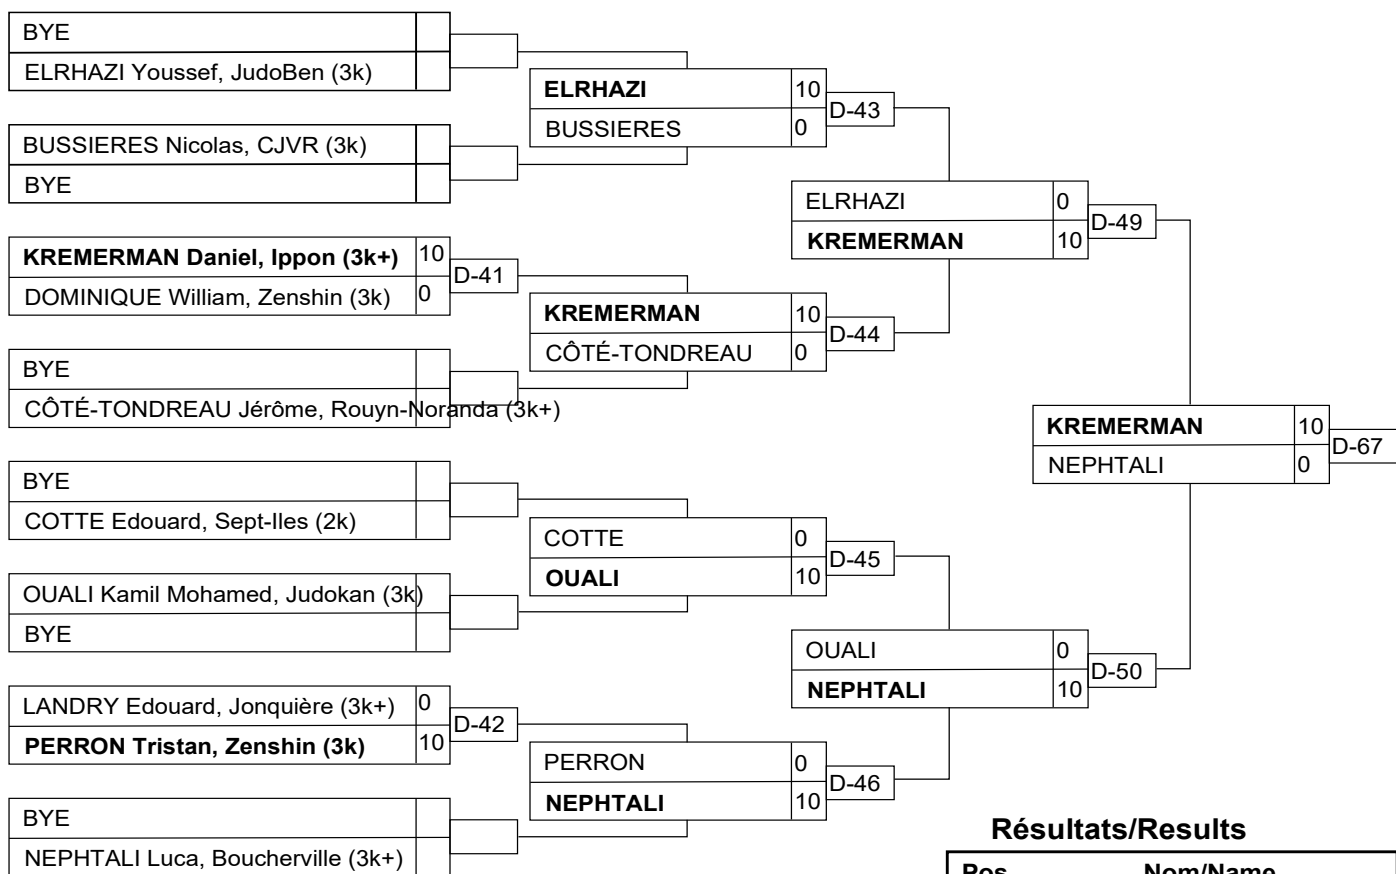 BYE
ELRHAZI Youssef, JudoBen (3k)
BUSSIERES Nicolas, CJVR (3k)
BYE
KREMERMAN Daniel, Ippon (3k+) 10
DOMINIQUE William, Zenshin (3k) 0
D-41
BYE
CÔTÉ-TONDREAU Jérôme, Rouyn-Noranda (3k+)
BYE
COTTE Edouard, Sept-Iles (2k)
OUALI Kamil Mohamed, Judokan (3k)
BYE
LANDRY Edouard, Jonquière (3k+) 0
PERRON Tristan, Zenshin (3k) 10
D-42
BYE
NEPHTALI Luca, Boucherville (3k+)
ELRHAZI 10
BUSSIERES 0
D-43
KREMERMAN 10
CÔTÉ-TONDREAU 0
D-44
COTTE 0
OUALI 10
D-45
PERRON 0
NEPHTALI 10
D-46
ELRHAZI 0
KREMERMAN 10
D-49
OUALI 0
NEPHTALI 10
D-50
KREMERMAN 10
NEPHTALI 0
D-67
Résultats/Results
Pos Nom/Name